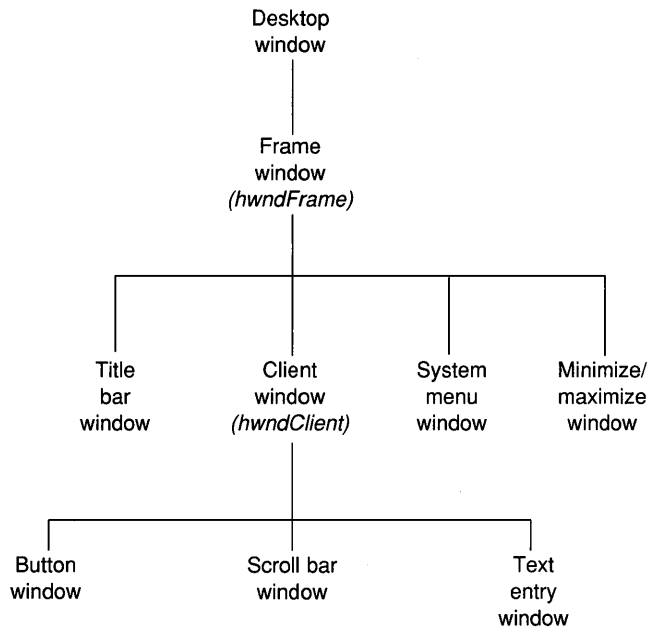 Desktop
window
Frame
window
(hwndFrame)
Title
bar
window
Client
window
(hwndClient)
System
menu
window
Minimize/
maximize
window
Button
window
Scroll bar
window
Text
entry
window